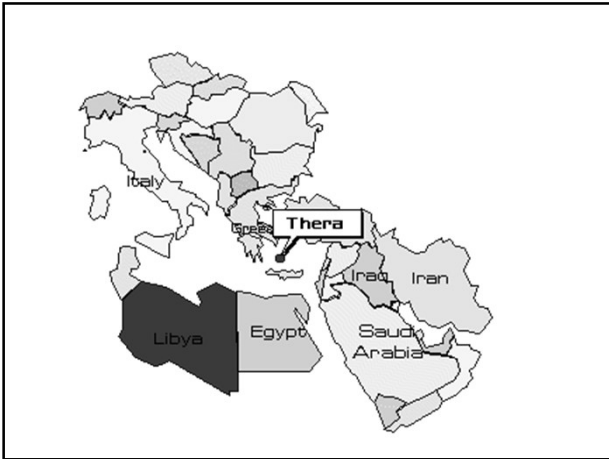 Italy
Thera
Greece
Iraq
Iran
Libya
Egypt
Saudi
Arabia